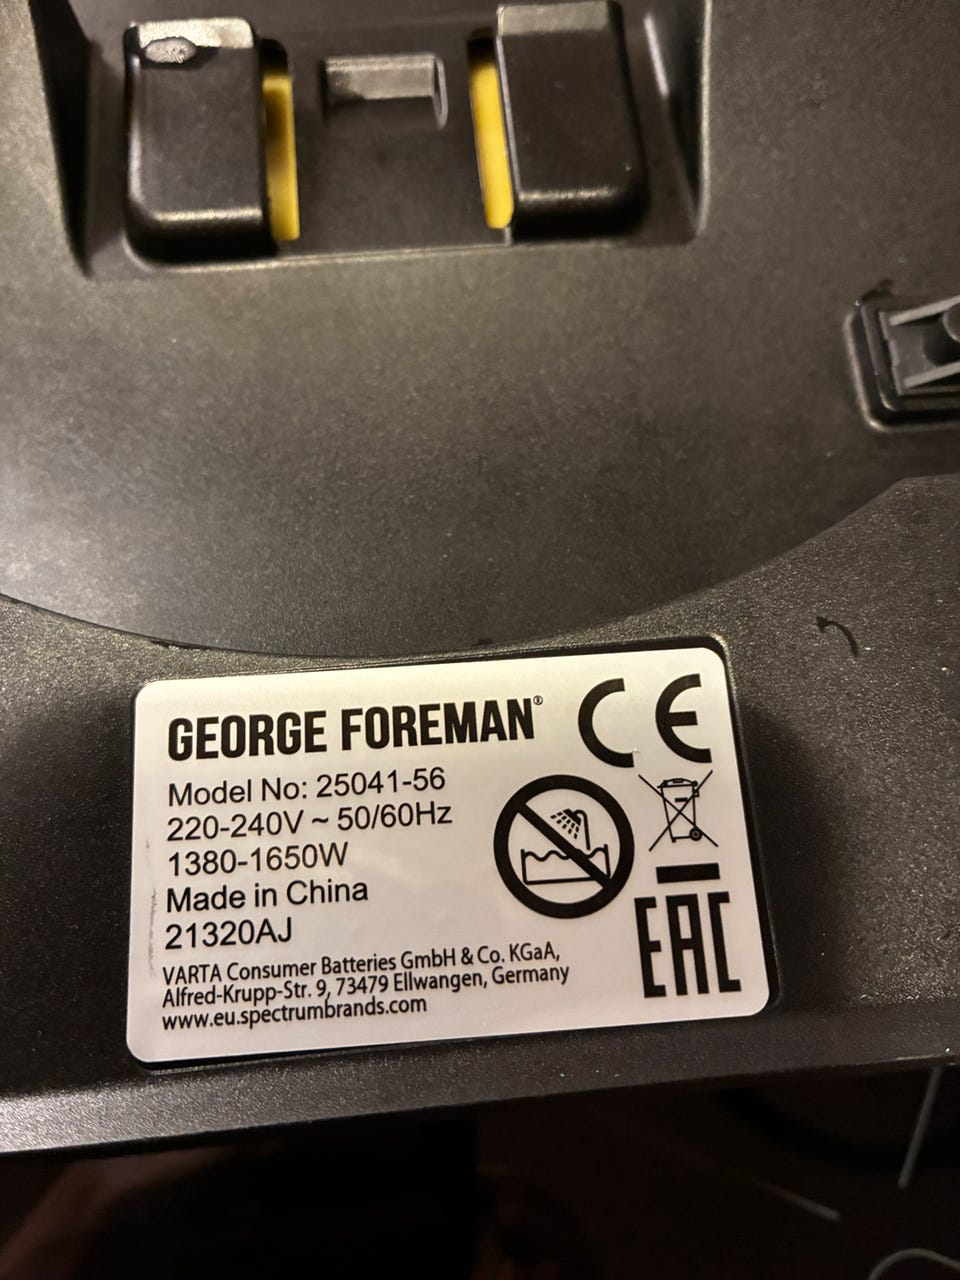 GEORGE FOREMAN®
CE
Model No: 25041-56
220-240V ~ 50/60Hz
1380-1650W
Made in China
21320AJ
EAC
VARTA Consumer Batteries GmbH & Co. KGaA,
Alfred-Krupp-Str. 9, 73479 Ellwangen, Germany
www.eu.spectrumbrands.com